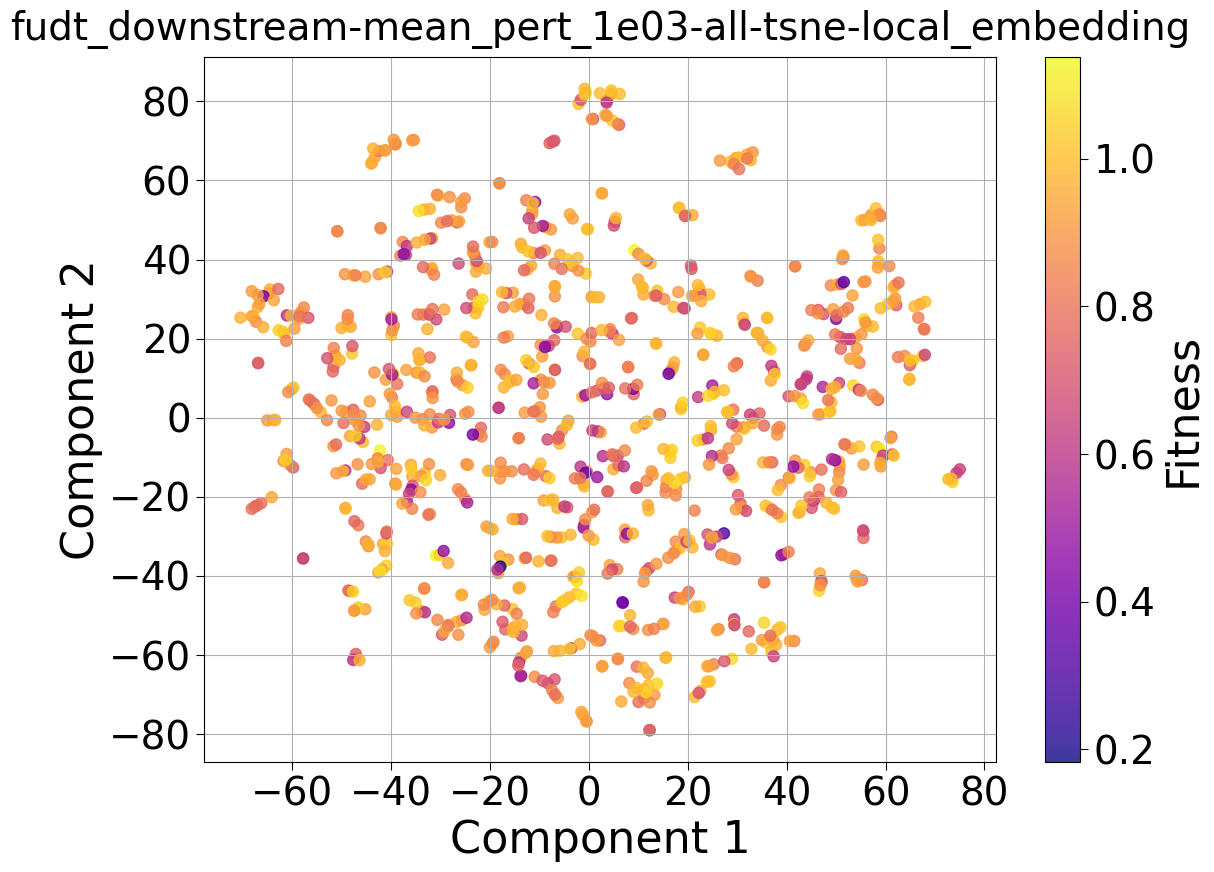 fudt_downstream-mean_pert_1e03-all-tsne-local_embedding
80
60
40
20
0
−20
−40
−60
−80
Component 2
−60 −40 −20 0 20 40 60 80
Component 1
1.0
0.8
0.6
0.4
0.2
Fitness